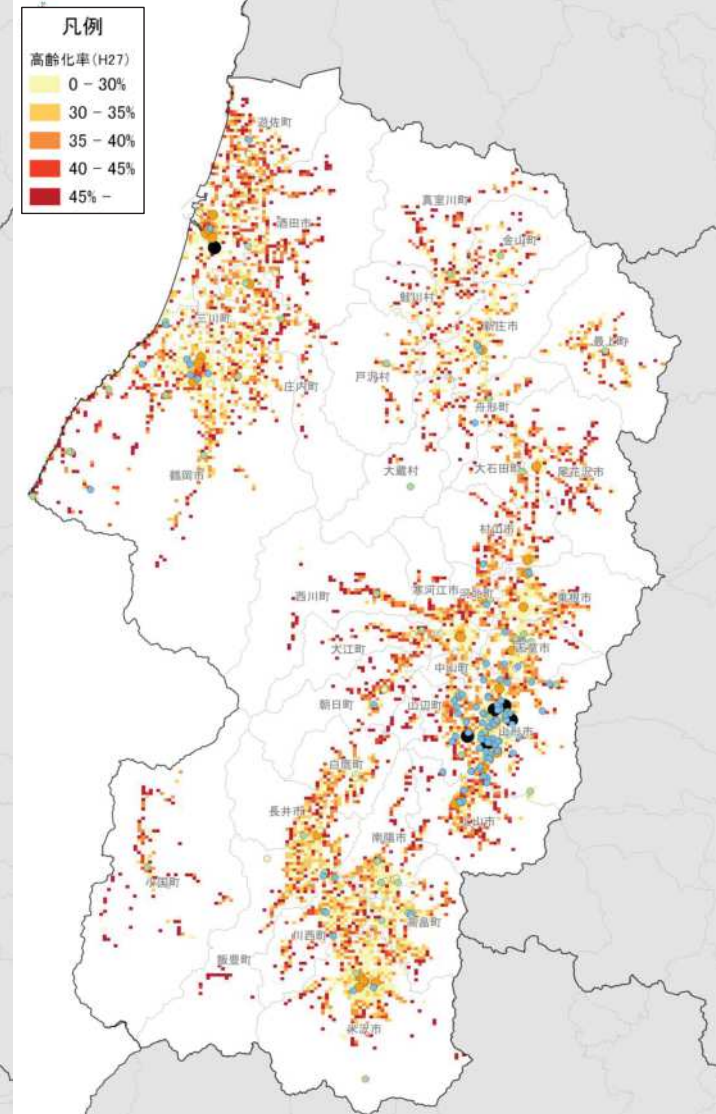 凡例
高齢化率(H27)
0 - 30%
30 - 35%
35 - 40%
40 - 45%
45% -
遊佐町
酒田市
真室川町
金山町
鮭川村
三川町
新庄市
最上町
庄内町
戸沢村
舟形町
鶴岡市
大蔵村
大石田町
尾花沢市
村山市
西川町
寒河江市
河北町
東根市
大江町
天童市
中山町
朝日町
山辺町
山形市
白鷹町
長井市
上山市
南陽市
小国町
高畠町
川西町
飯豊町
米沢市